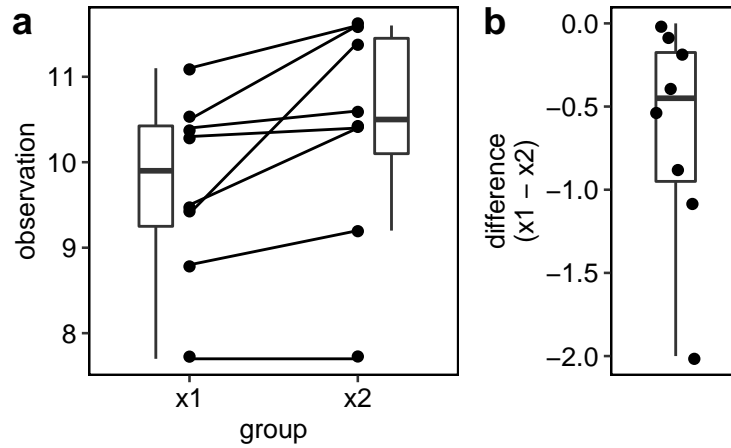 a
observation
11
10
9
8
x1
x2
group
b
difference
(x1 − x2)
0.0
−0.5
−1.0
−1.5
−2.0